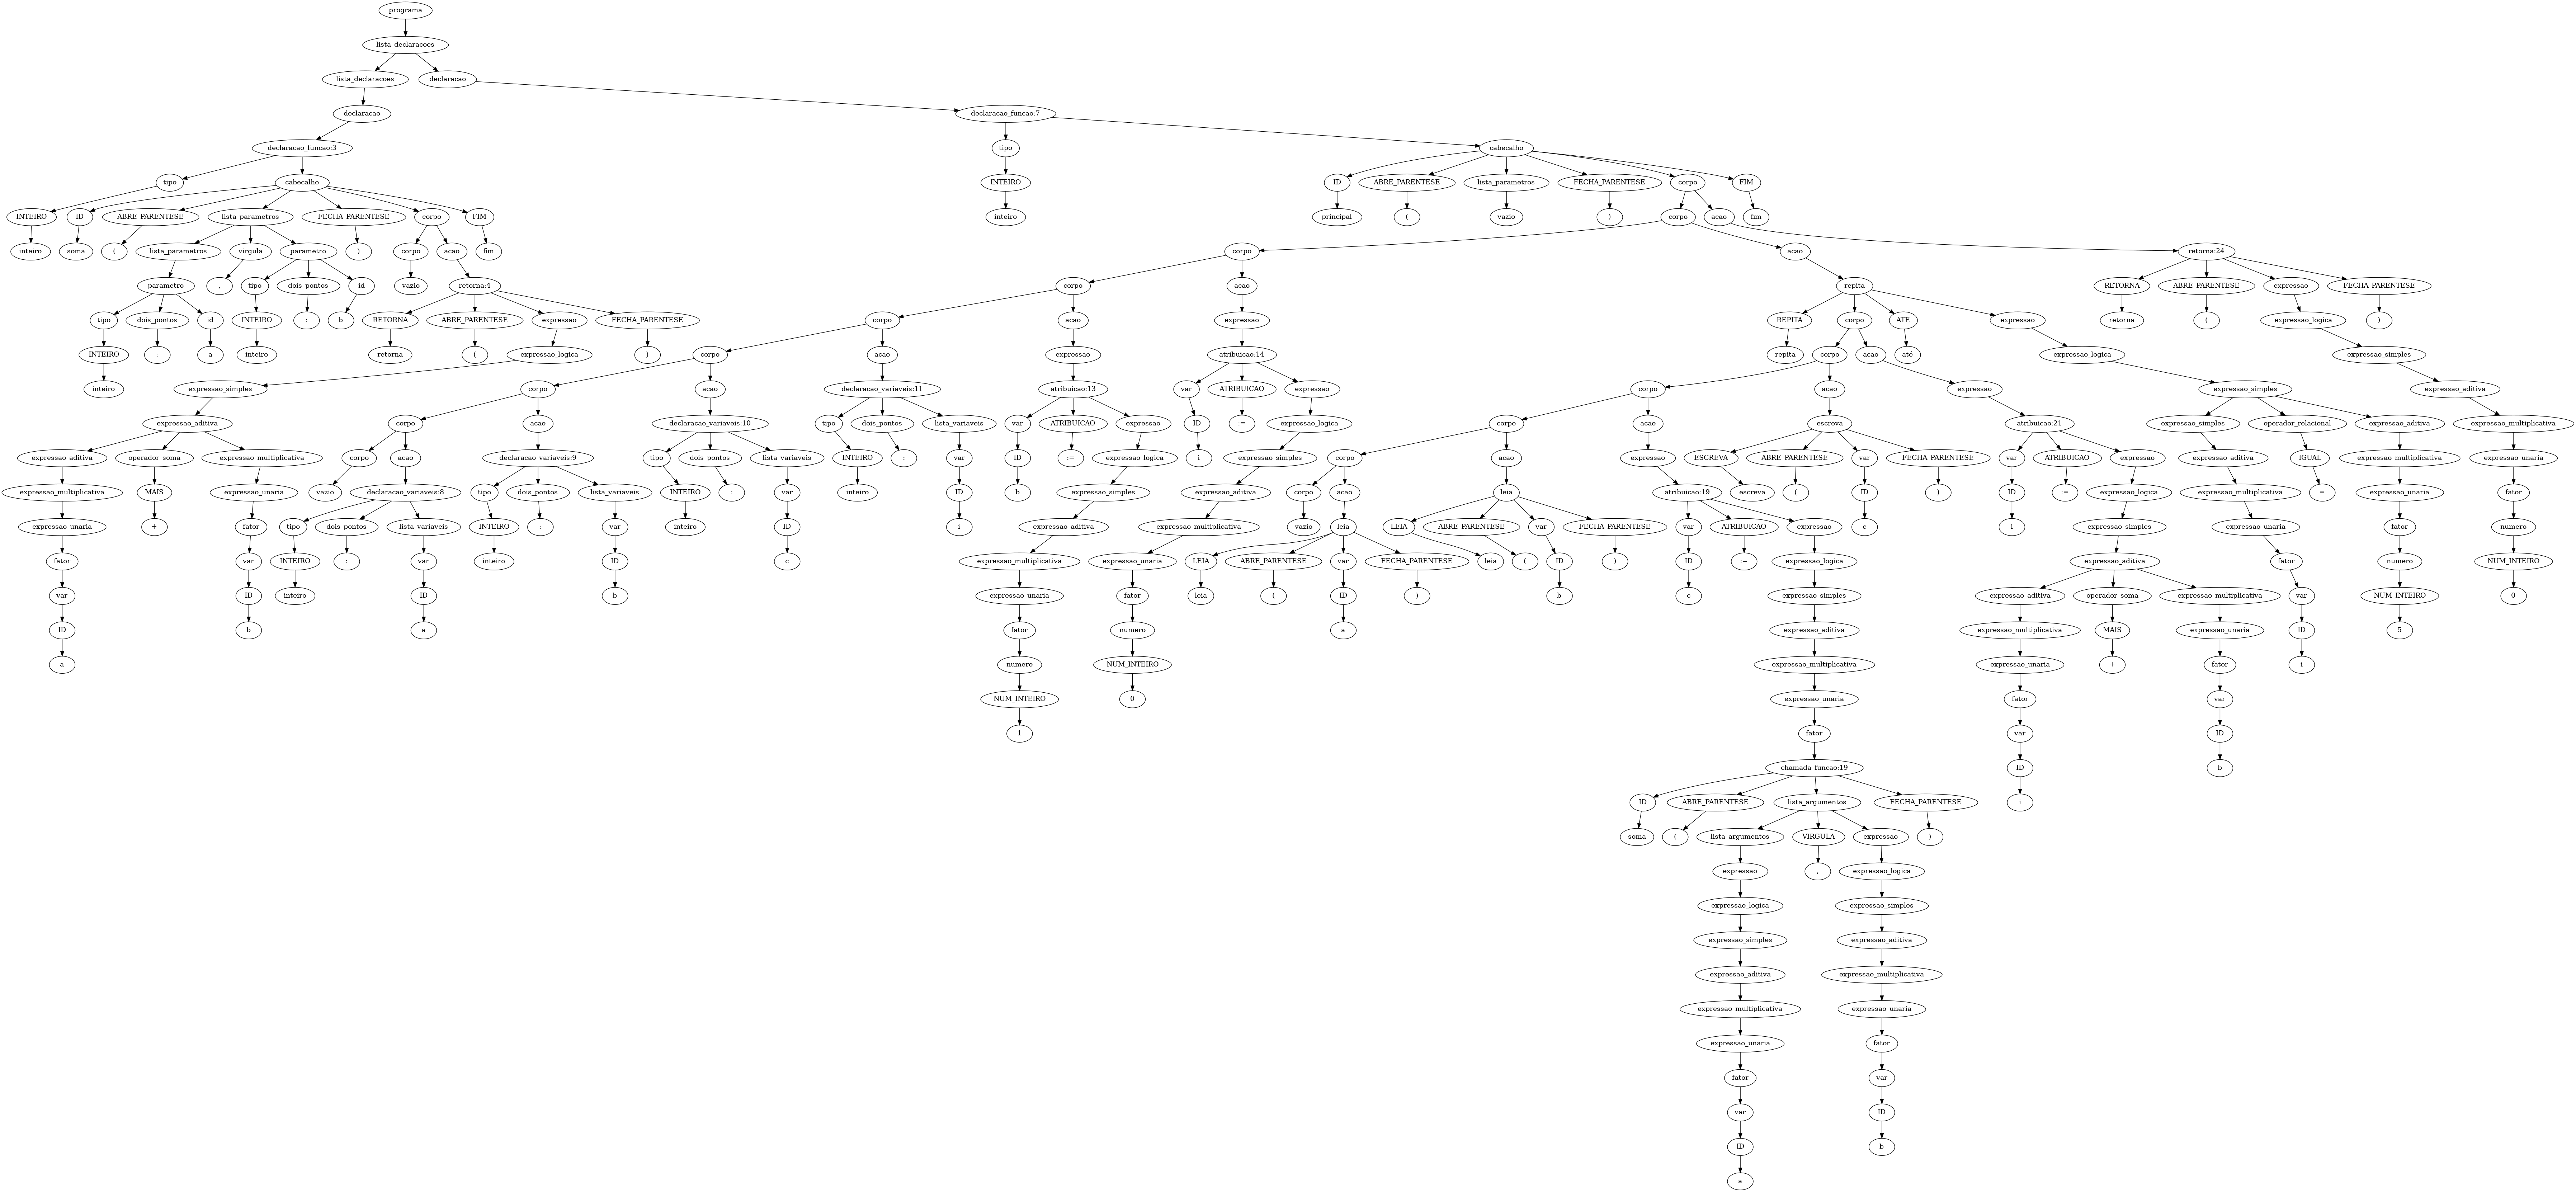 programa
lista_declaracoes
lista_declaracoes declaracao
declaracao declaracao_funcao:7
declaracao_funcao:3 tipo cabecalho
tipo cabecalho INTEIRO ID ABRE_PARENTESE lista_parametros FECHA_PARENTESE corpo FIM
INTEIRO ID ABRE_PARENTESE lista_parametros FECHA_PARENTESE corpo FIM inteiro principal ( vazio ) corpo acao fim
inteiro soma ( lista_parametros virgula parametro ) corpo acao fim corpo acao retorna:24
parametro , tipo dois_pontos id vazio retorna:4 corpo acao repita RETORNA ABRE_PARENTESE expressao FECHA_PARENTESE
tipo dois_pontos id INTEIRO : b RETORNA ABRE_PARENTESE expressao FECHA_PARENTESE corpo acao expressao REPITA corpo ATE expressao retorna ( expressao_logica )
INTEIRO : a inteiro retorna ( expressao_logica ) corpo acao expressao atribuicao:14 repita corpo acao até expressao_logica expressao_simples
inteiro expressao_simples corpo acao declaracao_variaveis:11 atribuicao:13 var ATRIBUICAO expressao corpo acao expressao expressao_simples expressao_aditiva
expressao_aditiva corpo acao declaracao_variaveis:10 tipo dois_pontos lista_variaveis var ATRIBUICAO expressao ID := expressao_logica corpo acao escreva atribuicao:21 expressao_simples operador_relacional expressao_aditiva expressao_multiplicativa
expressao_aditiva operador_soma expressao_multiplicativa corpo acao declaracao_variaveis:9 tipo dois_pontos lista_variaveis INTEIRO : var ID := expressao_logica i expressao_simples corpo acao expressao ESCREVA ABRE_PARENTESE var FECHA_PARENTESE var ATRIBUICAO expressao expressao_aditiva IGUAL expressao_multiplicativa expressao_unaria
expressao_multiplicativa MAIS expressao_unaria vazio declaracao_variaveis:8 tipo dois_pontos lista_variaveis INTEIRO : var inteiro ID b expressao_simples expressao_aditiva corpo acao leia atribuicao:19 escreva ( ID ) ID := expressao_logica expressao_multiplicativa = expressao_unaria fator
expressao_unaria + fator tipo dois_pontos lista_variaveis INTEIRO : var inteiro ID i expressao_aditiva expressao_multiplicativa vazio leia LEIA ABRE_PARENTESE var FECHA_PARENTESE var ATRIBUICAO expressao c i expressao_simples expressao_unaria fator numero
fator var INTEIRO : var inteiro ID c expressao_multiplicativa expressao_unaria LEIA ABRE_PARENTESE var FECHA_PARENTESE leia ( ID ) ID := expressao_logica expressao_aditiva fator numero NUM_INTEIRO
var ID inteiro ID b expressao_unaria fator leia ( ID ) b c expressao_simples expressao_aditiva operador_soma expressao_multiplicativa var NUM_INTEIRO 0
ID b a fator numero a expressao_aditiva expressao_multiplicativa MAIS expressao_unaria ID 5
a numero NUM_INTEIRO expressao_multiplicativa expressao_unaria + fator i
NUM_INTEIRO 0 expressao_unaria fator var
1 fator var ID
chamada_funcao:19 ID b
ID ABRE_PARENTESE lista_argumentos FECHA_PARENTESE i
soma ( lista_argumentos VIRGULA expressao )
expressao , expressao_logica
expressao_logica expressao_simples
expressao_simples expressao_aditiva
expressao_aditiva expressao_multiplicativa
expressao_multiplicativa expressao_unaria
expressao_unaria fator
fator var
var ID
ID b
a